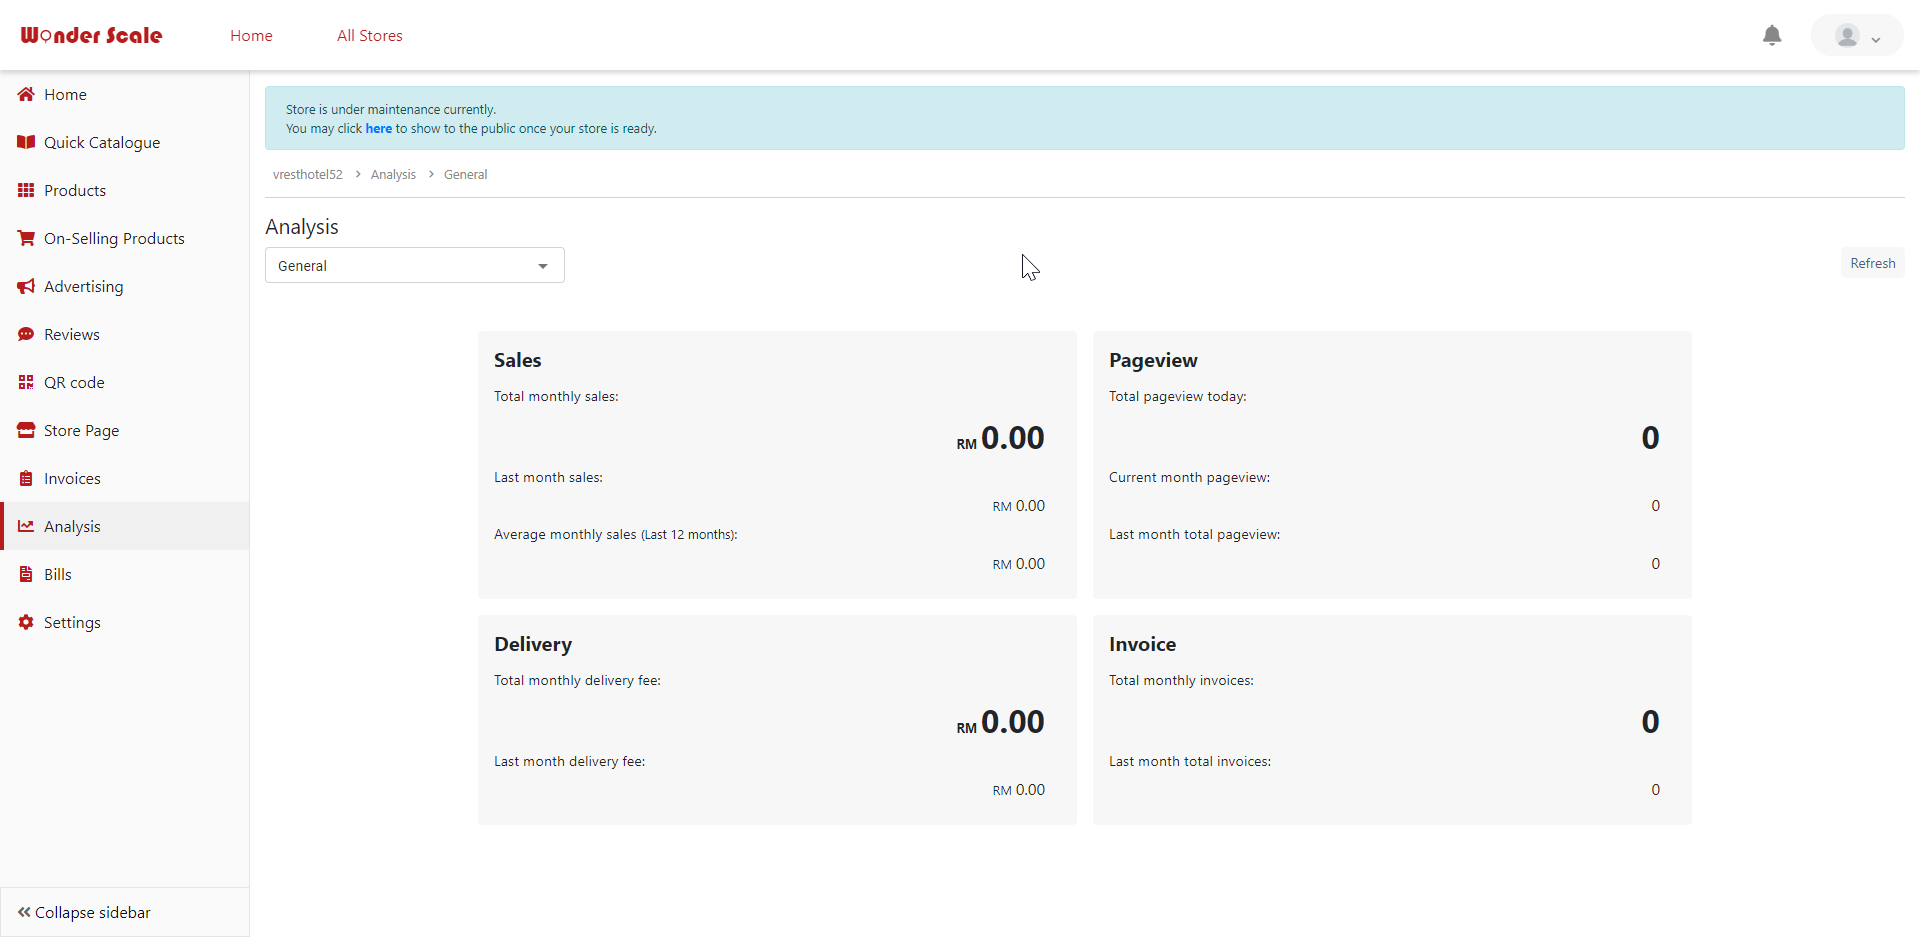 Wonder Scale
Home
All Stores
Home
Quick Catalogue
Products
On-Selling Products
Advertising
Reviews
QR code
Store Page
Invoices
Analysis
Bills
Settings
Collapse sidebar
Store is under maintenance currently.
You may click here to show to the public once your store is ready.
vresthotel52 > Analysis > General
Analysis
General
Refresh
Sales
Total monthly sales:
RM 0.00
Last month sales:
RM 0.00
Average monthly sales (Last 12 months):
RM 0.00
Pageview
Total pageview today:
0
Current month pageview:
0
Last month total pageview:
0
Delivery
Total monthly delivery fee:
RM 0.00
Last month delivery fee:
RM 0.00
Invoice
Total monthly invoices:
0
Last month total invoices:
0